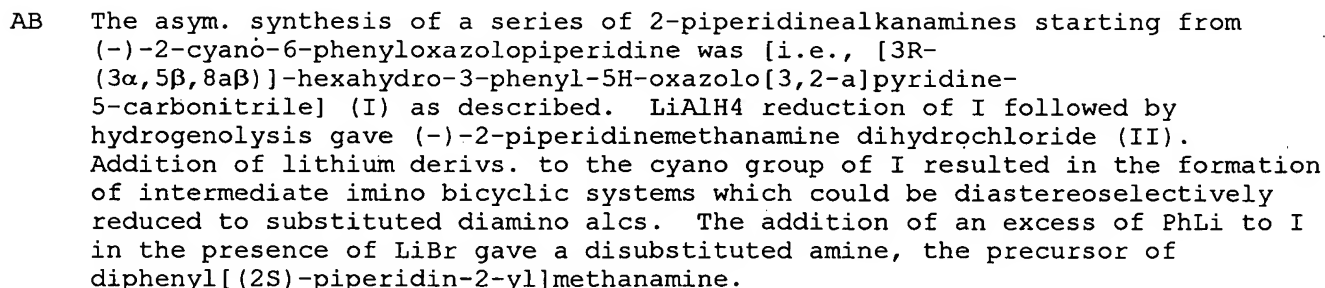 AB The asym. synthesis of a series of 2-piperidinealkanamines starting from
(-)-2-cyano-6-phenyloxazolopiperidine was [i.e., [3R-
(3α,5β,8aβ)]-hexahydro-3-phenyl-5H-oxazolo[3,2-a]pyridine-
5-carbonitrile] (I) as described. LiAlH4 reduction of I followed by
hydrogenolysis gave (-)-2-piperidinemethanamine dihydrochloride (II).
Addition of lithium derivs. to the cyano group of I resulted in the formation
of intermediate imino bicyclic systems which could be diastereoselectively
reduced to substituted diamino alcs. The addition of an excess of PhLi to I
in the presence of LiBr gave a disubstituted amine, the precursor of
diphenyl[(2S)-piperidin-2-yl]methanamine.